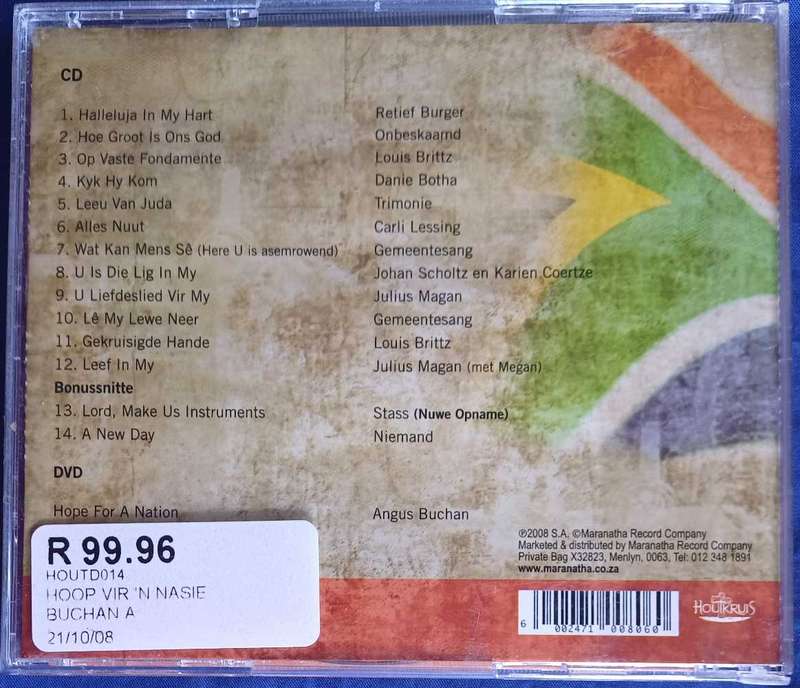 CD
1. Halleluja In My Hart Retief Burger
2. Hoe Groot Is Ons God Onbeskaamd
3. Op Vaste Fondamente Louis Brittz
4. Kyk Hy Kom Danie Botha
5. Leeu Van Juda Trimonie
6. Alles Nuut Carli Lessing
7. Wat Kan Mens Sê (Here U is asemrowend) Gemeentesang
8. U Is Die Lig In My Johan Scholtz en Karien Coertze
9. U Liefdeslied Vir My Julius Magan
10. Lê My Lewe Neer Gemeentesang
11. Gekruisigde Hande Louis Brittz
12. Leef In My Julius Magan (met Megan)
Bonussnitte
13. Lord, Make Us Instruments Stass (Nuwe Opname)
14. A New Day Niemand
DVD
Hope For A Nation Angus Buchan
℗2008 S.A. ©Maranatha Record Company
Marketed & distributed by Maranatha Record Company
Private Bag X32823, Menlyn, 0063, Tel: 012 348 1891
www.maranatha.co.za
R 99.96
HOUTD014
HOOP VIR 'N NASIE
BUCHAN A
21/10/08
6 002471 008060
HOUTKRUIS